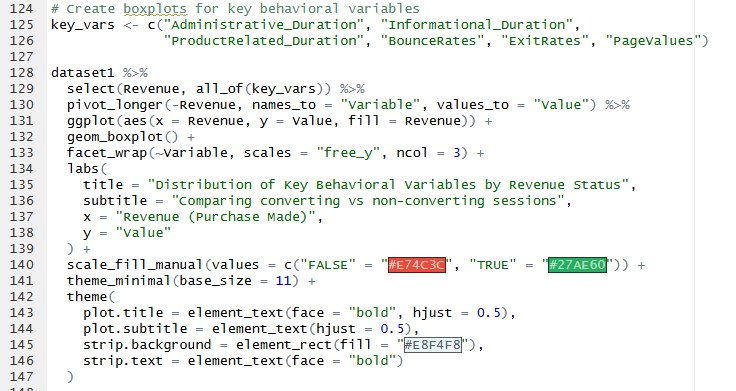 124 # Create boxplots for key behavioral variables
125 key_vars <- c("Administrative_Duration", "Informational_Duration",
126               "ProductRelated_Duration", "BounceRates", "ExitRates", "PageValues")
127
128 dataset1 %>%
129   select(Revenue, all_of(key_vars)) %>%
130   pivot_longer(-Revenue, names_to = "Variable", values_to = "Value") %>%
131   ggplot(aes(x = Revenue, y = Value, fill = Revenue)) +
132   geom_boxplot() +
133   facet_wrap(~Variable, scales = "free_y", ncol = 3) +
134   labs(
135     title = "Distribution of Key Behavioral Variables by Revenue Status",
136     subtitle = "Comparing converting vs non-converting sessions",
137     x = "Revenue (Purchase Made)",
138     y = "Value"
139   ) +
140   scale_fill_manual(values = c("FALSE" = "#E74C3C", "TRUE" = "#27AE60")) +
141   theme_minimal(base_size = 11) +
142   theme(
143     plot.title = element_text(face = "bold", hjust = 0.5),
144     plot.subtitle = element_text(hjust = 0.5),
145     strip.background = element_rect(fill = "#E8F4F8"),
146     strip.text = element_text(face = "bold")
147   )